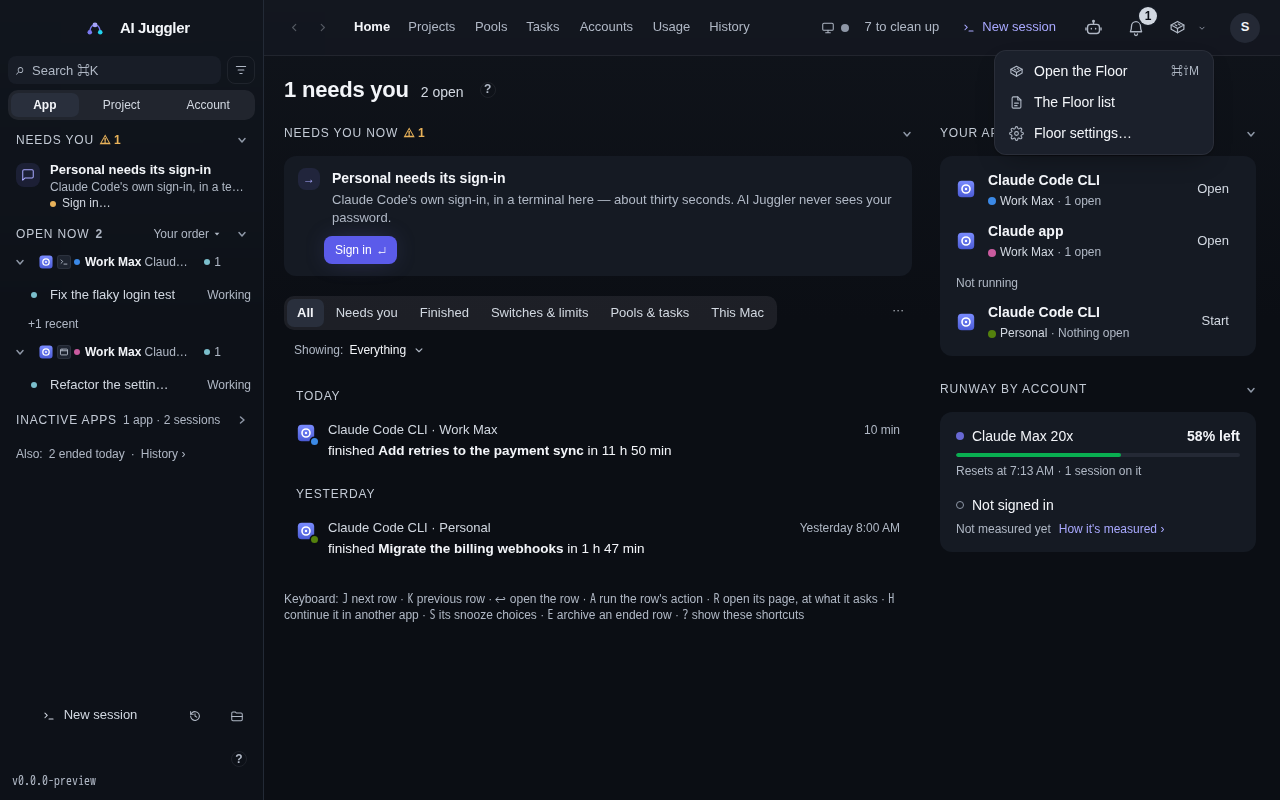 AI Juggler
Search ⌘K
App Project Account
NEEDS YOU 1
Personal needs its sign-in
Claude Code's own sign-in, in a te…
Sign in…
OPEN NOW 2 Your order
Work Max Claud… 1
Fix the flaky login test Working
+1 recent
Work Max Claud… 1
Refactor the settin… Working
INACTIVE APPS 1 app · 2 sessions
Also: 2 ended today · History ›
New session
?
v0.0.0-preview
Home Projects Pools Tasks Accounts Usage History
7 to clean up New session 1 S
Open the Floor ⌘⇧M
The Floor list
Floor settings…
1 needs you 2 open ?
NEEDS YOU NOW 1
Personal needs its sign-in
Claude Code's own sign-in, in a terminal here — about thirty seconds. AI Juggler never sees your
password.
Sign in
All Needs you Finished Switches & limits Pools & tasks This Mac ⋯
Showing: Everything
TODAY
Claude Code CLI · Work Max 10 min
finished Add retries to the payment sync in 11 h 50 min
YESTERDAY
Claude Code CLI · Personal Yesterday 8:00 AM
finished Migrate the billing webhooks in 1 h 47 min
Keyboard: J next row · K previous row · ↩ open the row · A run the row's action · R open its page, at what it asks · H
continue it in another app · S its snooze choices · E archive an ended row · ? show these shortcuts
Claude Code CLI Open
Work Max · 1 open
Claude app Open
Work Max · 1 open
Not running
Claude Code CLI Start
Personal · Nothing open
RUNWAY BY ACCOUNT
Claude Max 20x 58% left
Resets at 7:13 AM · 1 session on it
Not signed in
Not measured yet How it's measured ›